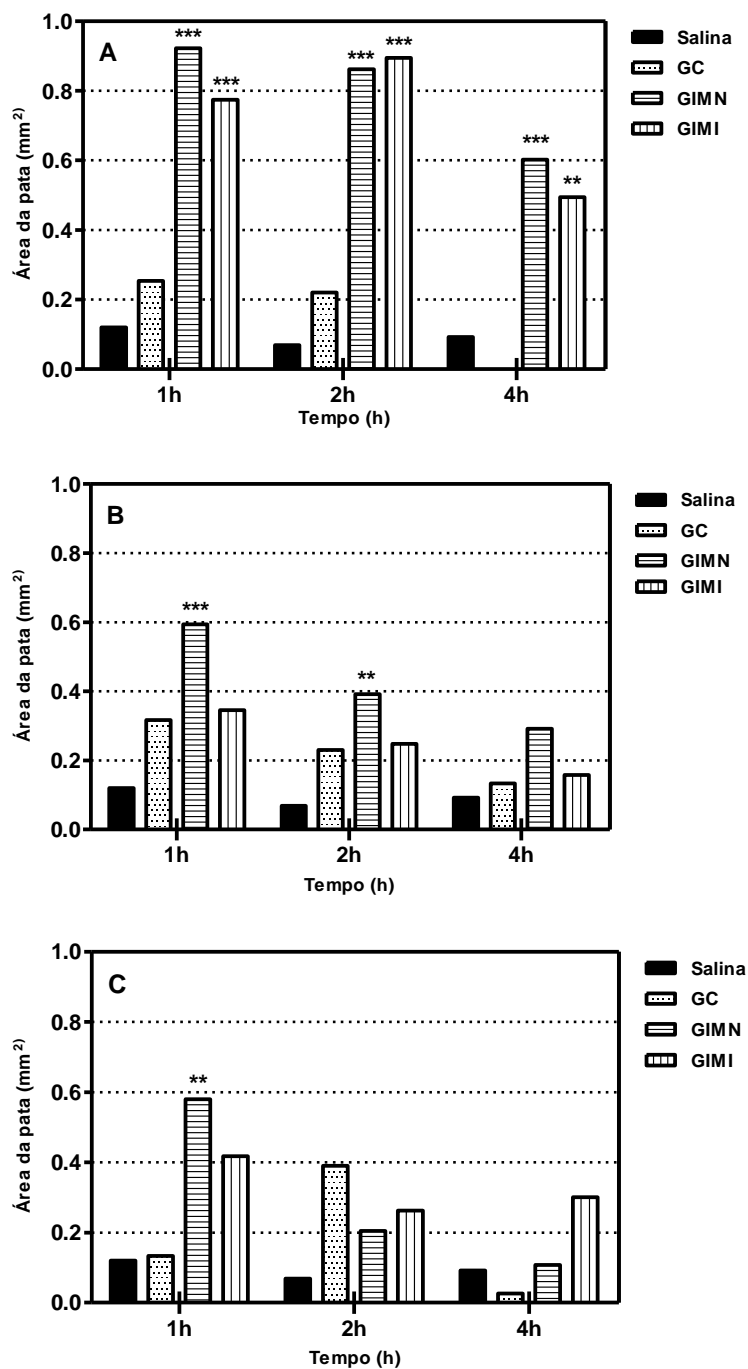 A
Área da pata (mm²)
1.0
0.8
0.6
0.4
0.2
0.0
***
***
***
***
***
**
1h
2h
4h
Tempo (h)
Salina
GC
GIMN
GIMI
B
Área da pata (mm²)
1.0
0.8
0.6
0.4
0.2
0.0
***
**
1h
2h
4h
Tempo (h)
Salina
GC
GIMN
GIMI
C
Área da pata (mm²)
1.0
0.8
0.6
0.4
0.2
0.0
**
1h
2h
4h
Tempo (h)
Salina
GC
GIMN
GIMI